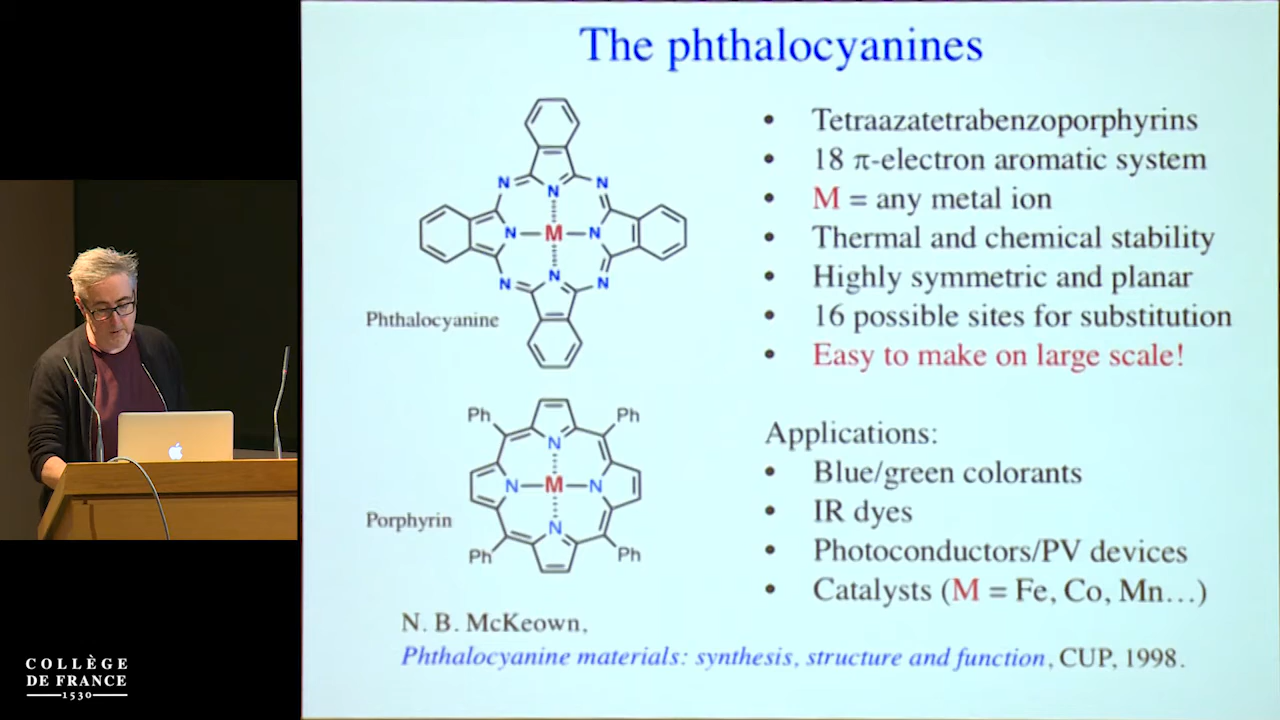 The phthalocyanines
N
N
N
N
M
N
N
N
N
Phthalocyanine
Ph
Ph
N
N
M
N
N
Ph
Ph
Porphyrin
• Tetraazatetrabenzoporphyrins
• 18 π-electron aromatic system
• M = any metal ion
• Thermal and chemical stability
• Highly symmetric and planar
• 16 possible sites for substitution
• Easy to make on large scale!
Applications:
• Blue/green colorants
• IR dyes
• Photoconductors/PV devices
• Catalysts (M = Fe, Co, Mn…)
N. B. McKeown,
Phthalocyanine materials: synthesis, structure and function, CUP, 1998.
COLLÈGE
DE FRANCE
1530